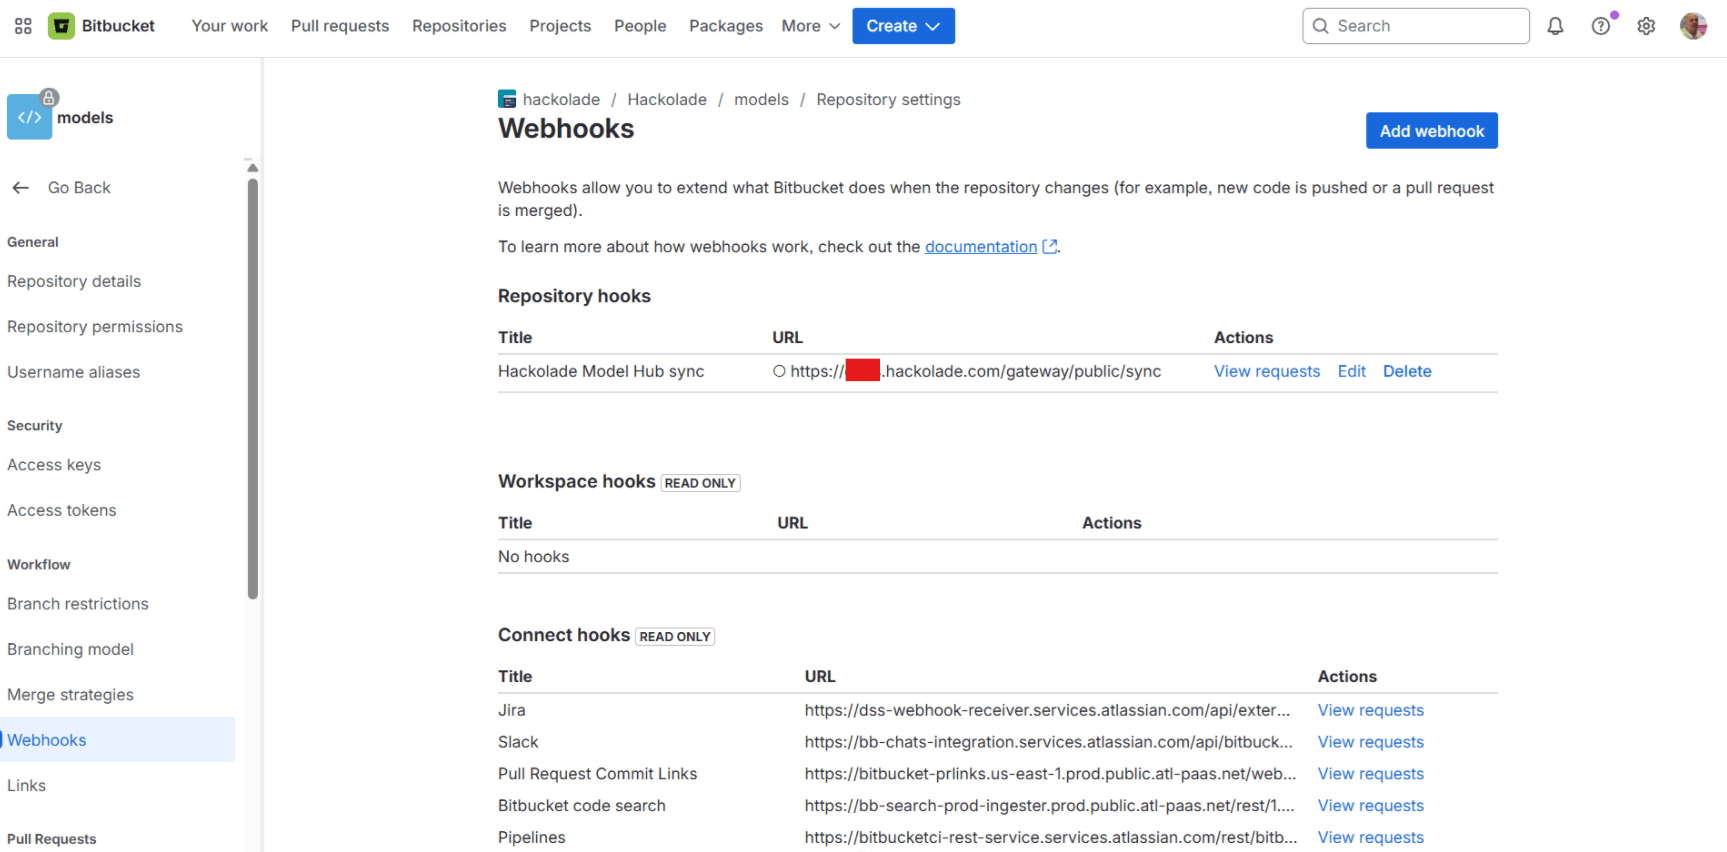 Bitbucket Your work Pull requests Repositories Projects People Packages More Create Search
models
Go Back
General
Repository details
Repository permissions
Username aliases
Security
Access keys
Access tokens
Workflow
Branch restrictions
Branching model
Merge strategies
Webhooks
Links
Pull Requests
hackolade / Hackolade / models / Repository settings
Webhooks
Add webhook
Webhooks allow you to extend what Bitbucket does when the repository changes (for example, new code is pushed or a pull request
is merged).
To learn more about how webhooks work, check out the documentation.
Repository hooks
Title URL Actions
Hackolade Model Hub sync https:// .hackolade.com/gateway/public/sync View requests Edit Delete
Workspace hooks READ ONLY
Title URL Actions
No hooks
Connect hooks READ ONLY
Title URL Actions
Jira https://dss-webhook-receiver.services.atlassian.com/api/exter... View requests
Slack https://bb-chats-integration.services.atlassian.com/api/bitbuck... View requests
Pull Request Commit Links https://bitbucket-prlinks.us-east-1.prod.public.atl-paas.net/web... View requests
Bitbucket code search https://bb-search-prod-ingester.prod.public.atl-paas.net/rest/1.... View requests
Pipelines https://bitbucketci-rest-service.services.atlassian.com/rest/bitb... View requests